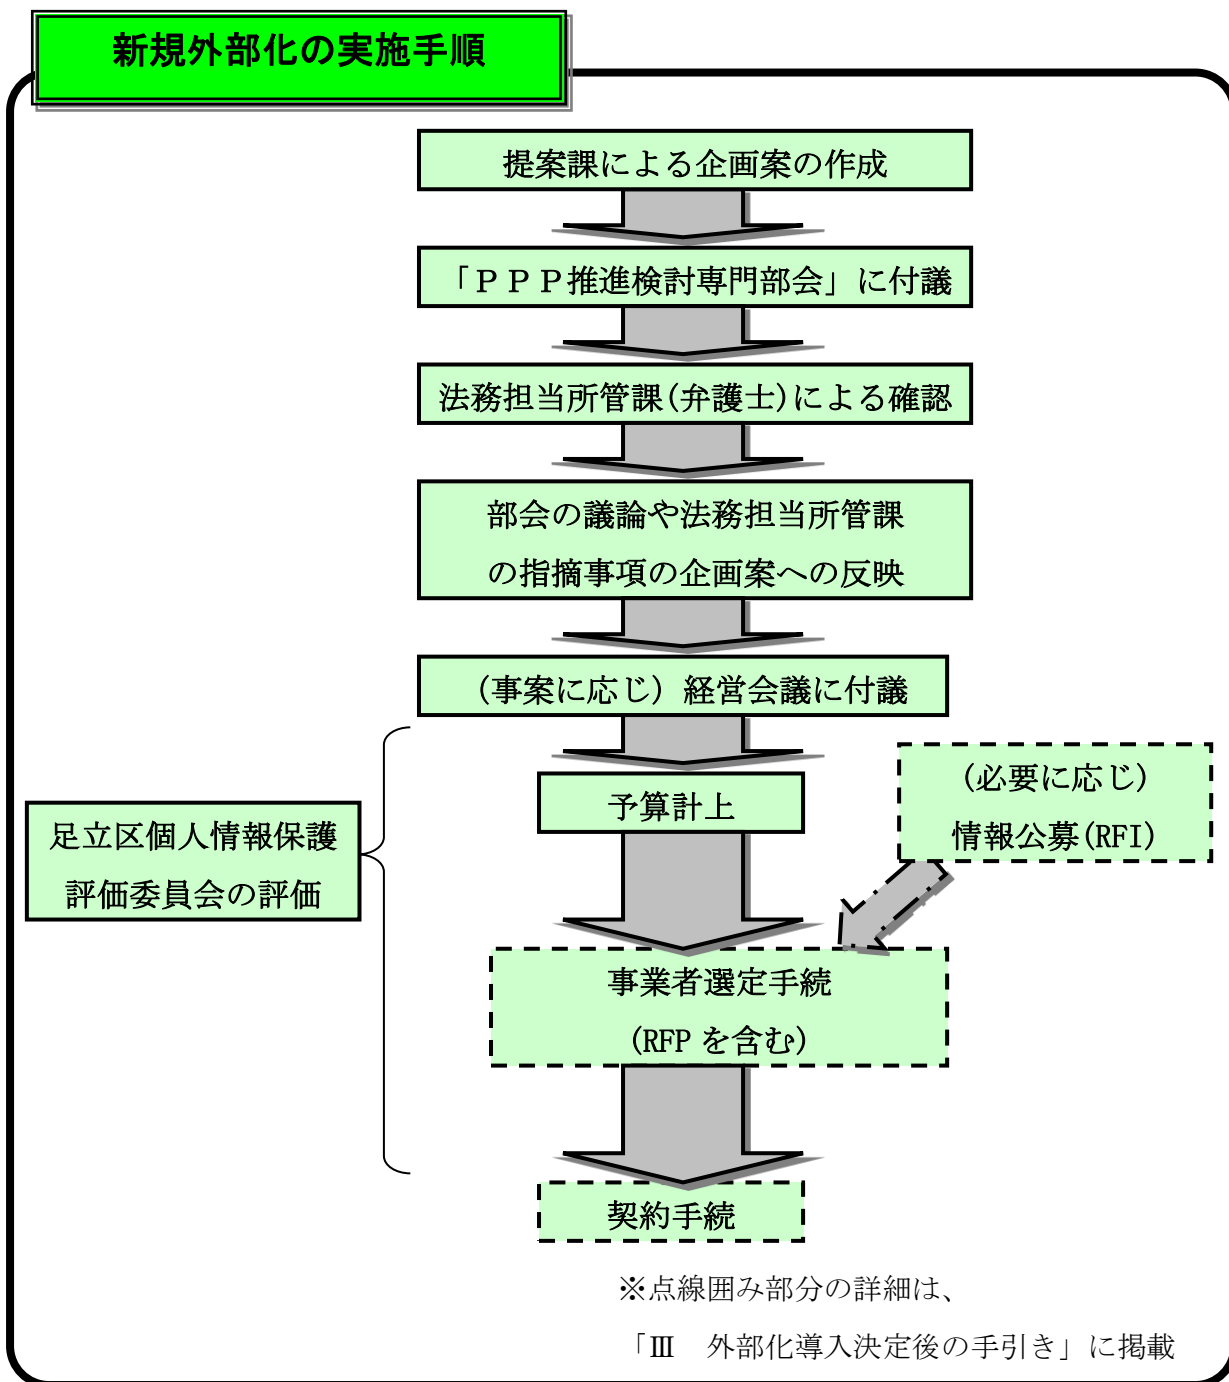 新規外部化の実施手順
提案課による企画案の作成
「ＰＰＰ推進検討専門部会」に付議
法務担当所管課(弁護士)による確認
部会の議論や法務担当所管課
の指摘事項の企画案への反映
（事案に応じ）経営会議に付議
予算計上
（必要に応じ）
情報公募(RFI)
足立区個人情報保護
評価委員会の評価
事業者選定手続
(RFP を含む)
契約手続
※点線囲み部分の詳細は、
「Ⅲ　外部化導入決定後の手引き」に掲載